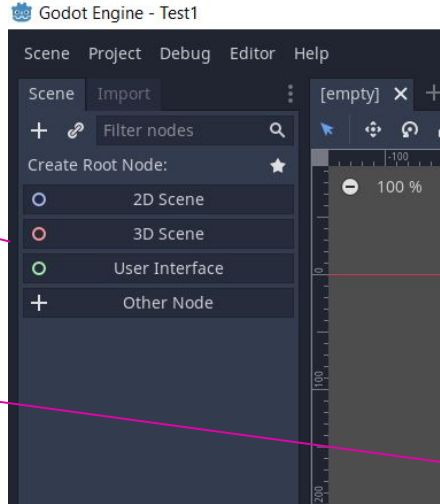 Godot Engine - Test1
Scene Project Debug Editor Help
Scene Import
[empty]
Filter nodes
Create Root Node:
-100
100 %
2D Scene
3D Scene
User Interface
Other Node
0
100
200